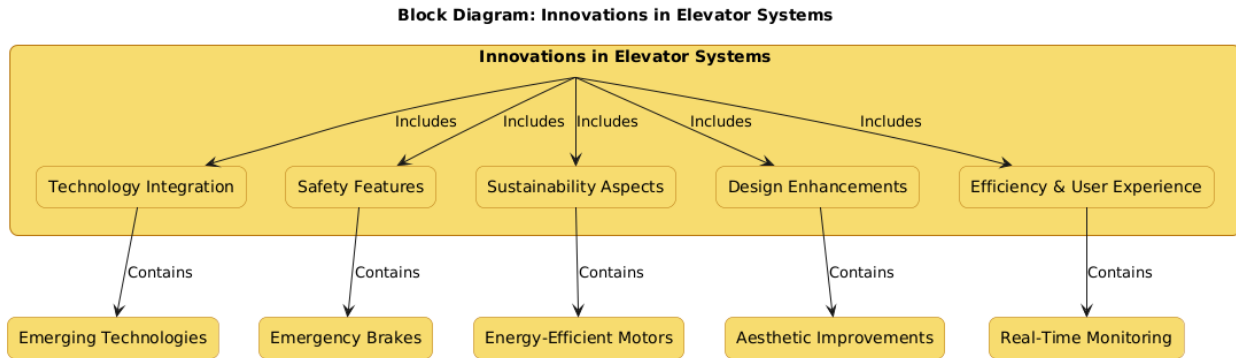 Block Diagram: Innovations in Elevator Systems
Innovations in Elevator Systems
Includes
Includes
Includes
Includes
Includes
Technology Integration
Safety Features
Sustainability Aspects
Design Enhancements
Efficiency & User Experience
Contains
Contains
Contains
Contains
Contains
Emerging Technologies
Emergency Brakes
Energy-Efficient Motors
Aesthetic Improvements
Real-Time Monitoring